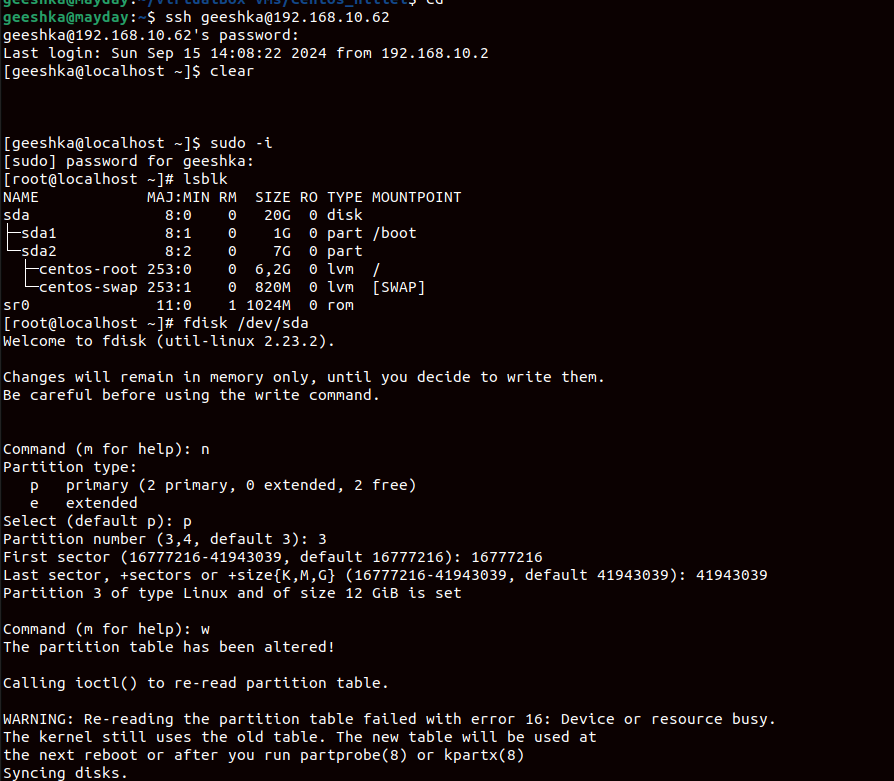 geeshka@mayday:~$ ssh geeshka@192.168.10.62
geeshka@192.168.10.62's password:
Last login: Sun Sep 15 14:08:22 2024 from 192.168.10.2
[geeshka@localhost ~]$ clear
[geeshka@localhost ~]$ sudo -i
[sudo] password for geeshka:
[root@localhost ~]# lsblk
NAME            MAJ:MIN RM  SIZE RO TYPE MOUNTPOINT
sda               8:0    0   20G  0 disk
├─sda1            8:1    0    1G  0 part /boot
└─sda2            8:2    0    7G  0 part
  ├─centos-root 253:0    0  6,2G  0 lvm  /
  └─centos-swap 253:1    0  820M  0 lvm  [SWAP]
sr0              11:0    1 1024M  0 rom
[root@localhost ~]# fdisk /dev/sda
Welcome to fdisk (util-linux 2.23.2).
Changes will remain in memory only, until you decide to write them.
Be careful before using the write command.
Command (m for help): n
Partition type:
   p   primary (2 primary, 0 extended, 2 free)
   e   extended
Select (default p): p
Partition number (3,4, default 3): 3
First sector (16777216-41943039, default 16777216): 16777216
Last sector, +sectors or +size{K,M,G} (16777216-41943039, default 41943039): 41943039
Partition 3 of type Linux and of size 12 GiB is set
Command (m for help): w
The partition table has been altered!
Calling ioctl() to re-read partition table.
WARNING: Re-reading the partition table failed with error 16: Device or resource busy.
The kernel still uses the old table. The new table will be used at
the next reboot or after you run partprobe(8) or kpartx(8)
Syncing disks.